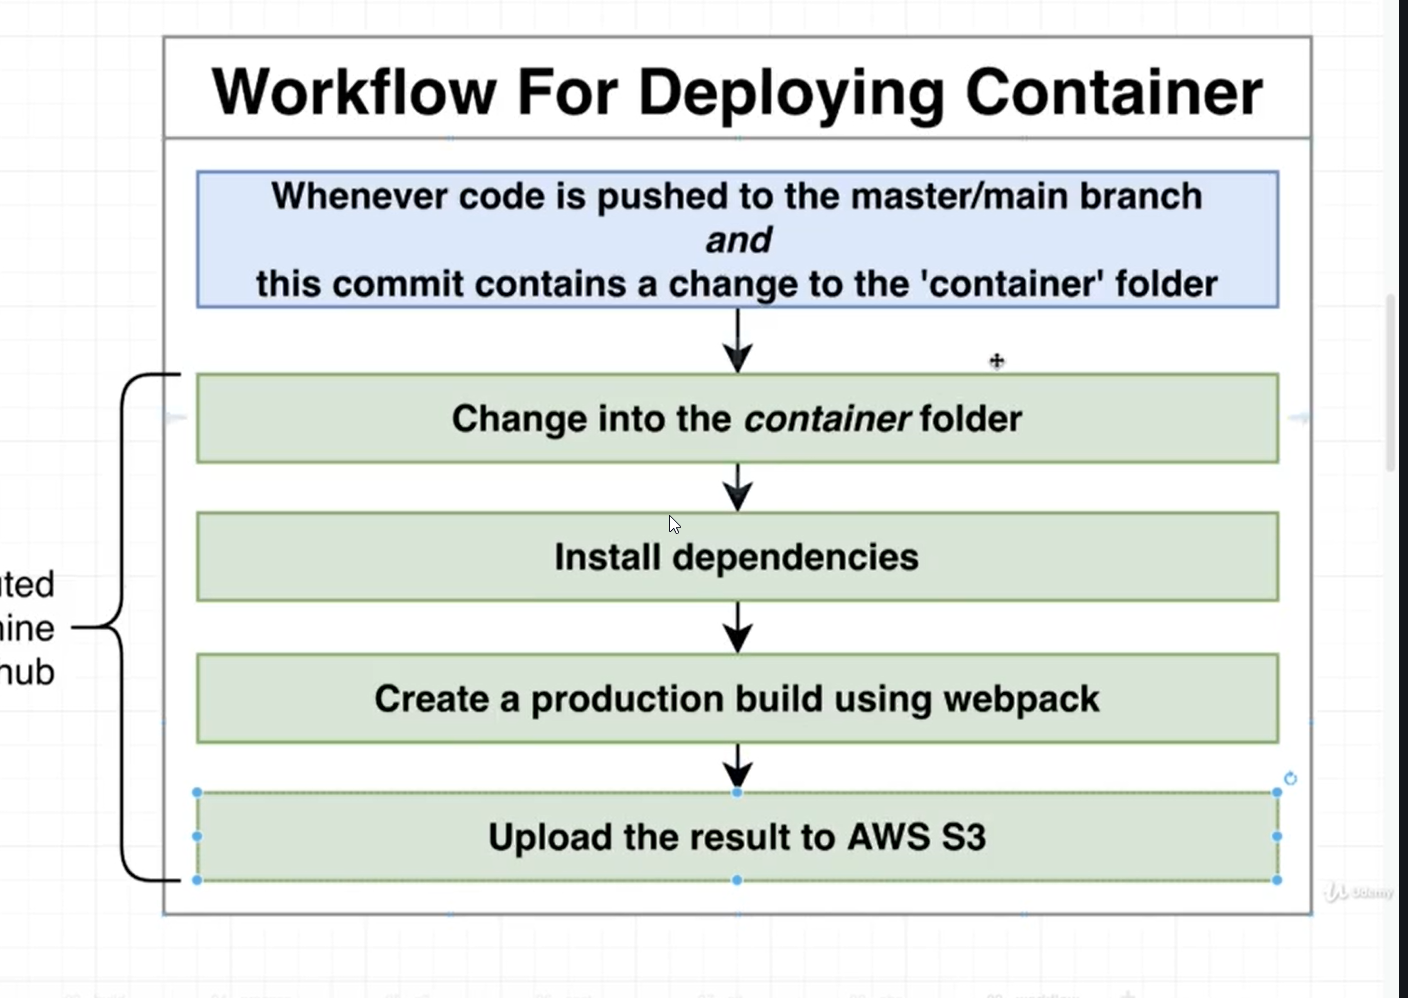 Workflow For Deploying Container
Whenever code is pushed to the master/main branch
and
this commit contains a change to the 'container' folder
Change into the container folder
Install dependencies
hub
Create a production build using webpack
Upload the result to AWS S3
Udemy